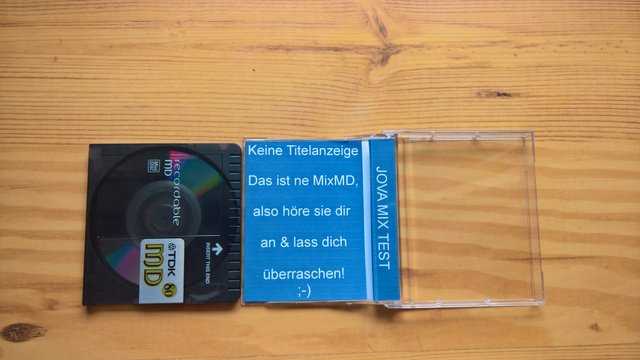 recordable
MD
INSERT THIS END
TDK
MD
80
Keine Titelanzeige
Das ist ne MixMD,
also höre sie dir
an & lass dich
überraschen!
;-)
JOVA MIX TEST